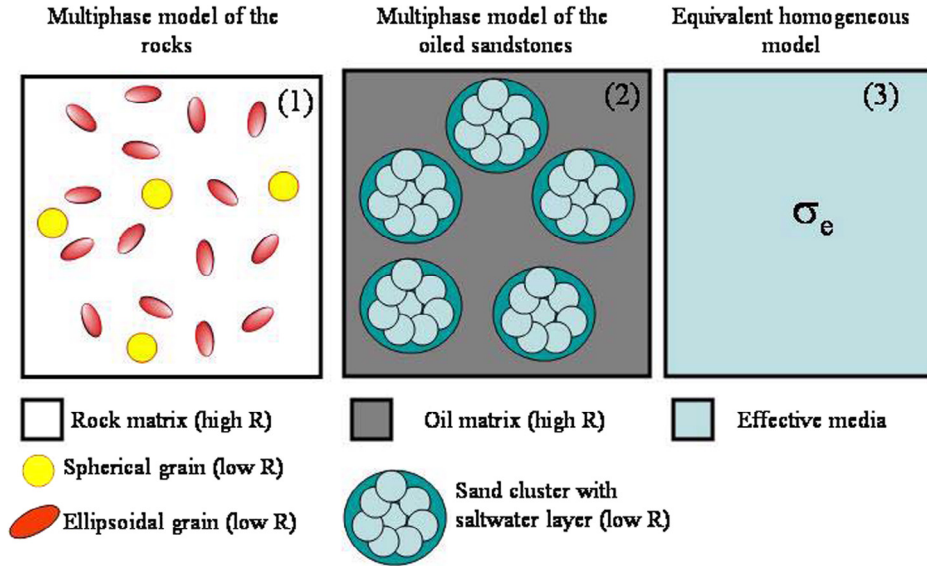 Multiphase model of the
rocks
Multiphase model of the
oiled sandstones
Equivalent homogeneous
model
(1)
(2)
(3)
σe
Rock matrix (high R)
Spherical grain (low R)
Ellipsoidal grain (low R)
Oil matrix (high R)
Sand cluster with
saltwater layer (low R)
Effective media